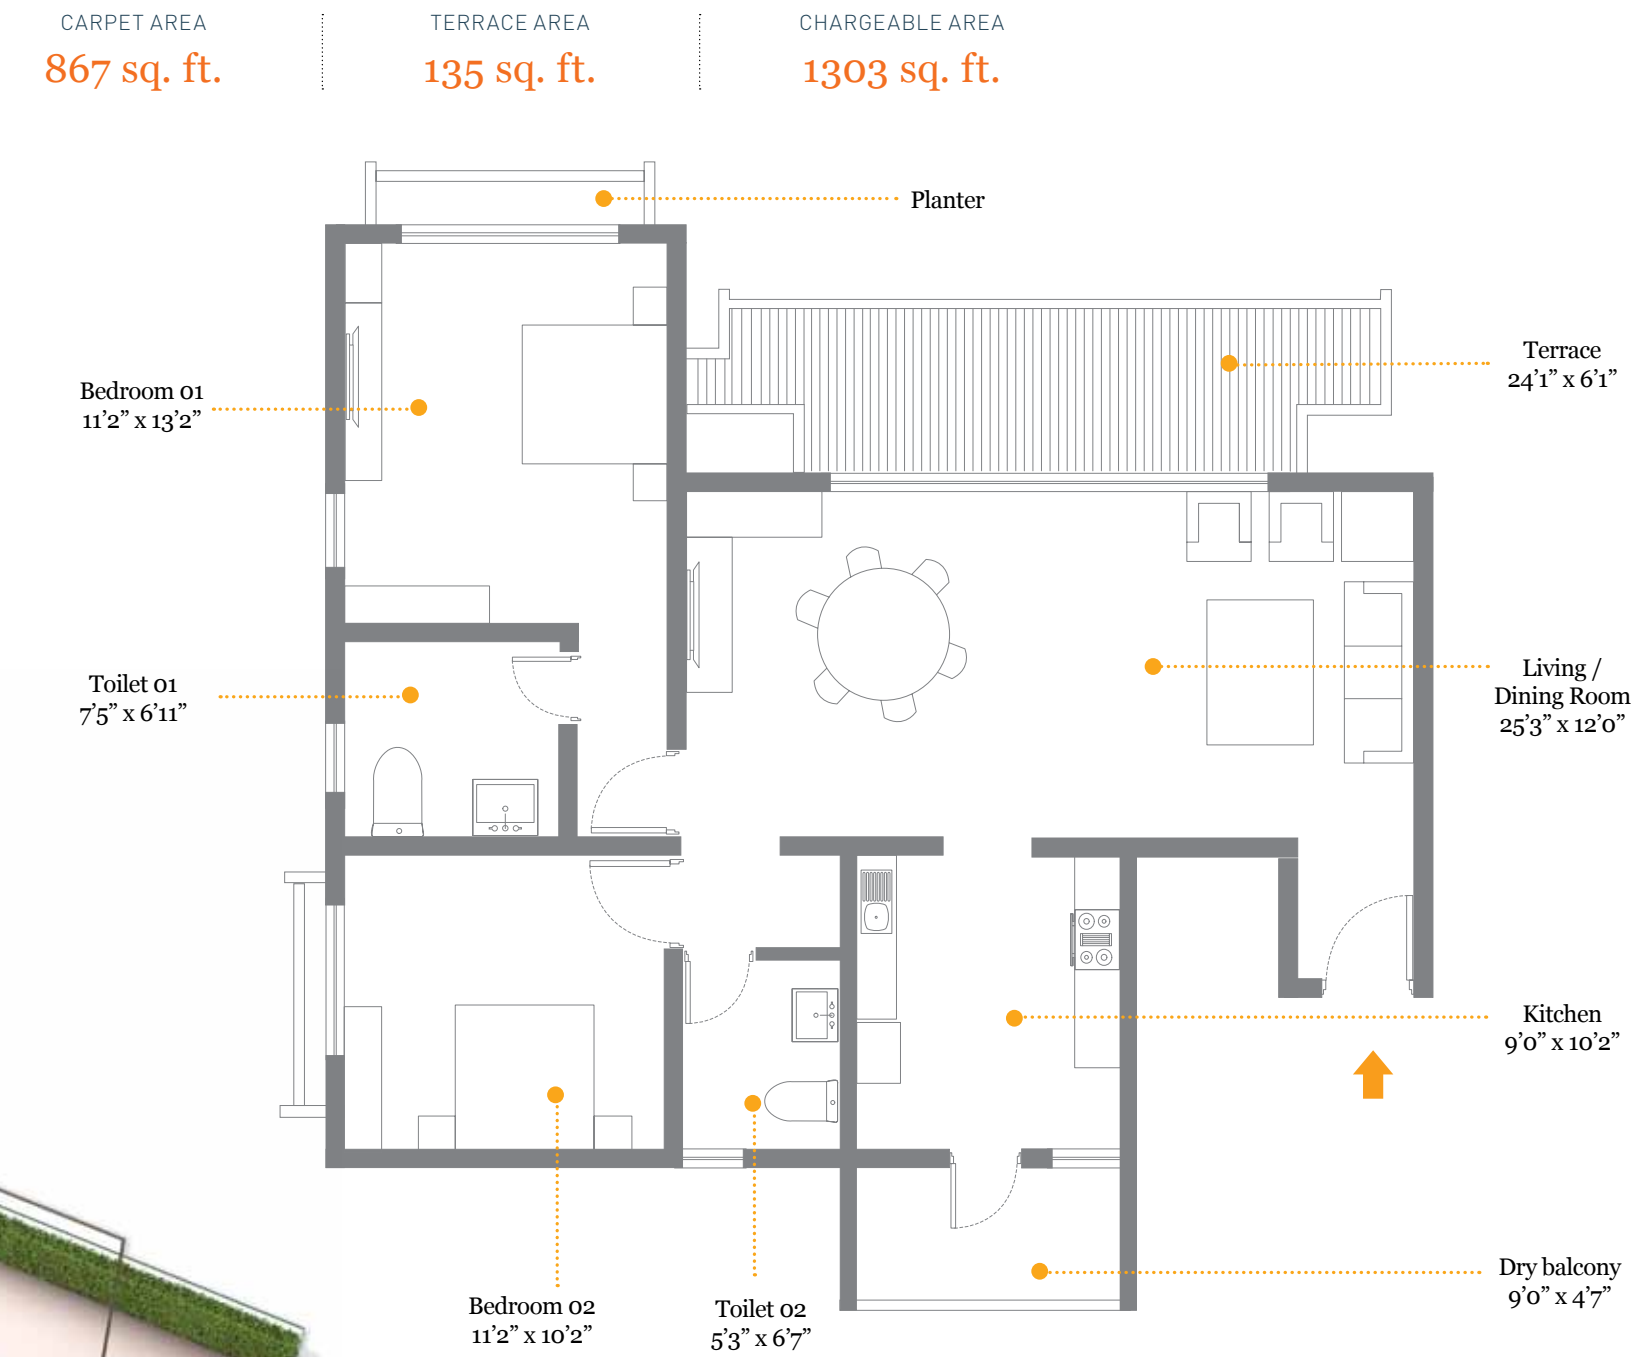 CARPET AREA
867 sq. ft.
TERRACE AREA
135 sq. ft.
CHARGEABLE AREA
1303 sq. ft.
Planter
Terrace
24’1” x 6’1”
Bedroom 01
11’2” x 13’2”
Toilet 01
7’5” x 6’11”
Living /
Dining Room
25’3” x 12’0”
Kitchen
9’0” x 10’2”
Dry balcony
9’0” x 4’7”
Bedroom 02
11’2” x 10’2”
Toilet 02
5’3” x 6’7”